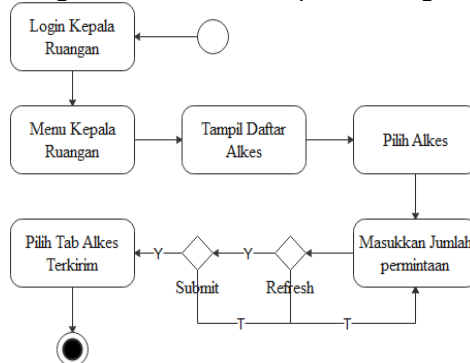 Login Kepala
Ruangan
Menu Kepala
Ruangan
Tampil Daftar
Alkes
Pilih Alkes
Pilih Tab Alkes
Terkirim
Y
Submit
Y
Refresh
Masukkan Jumlah
permintaan
T
T